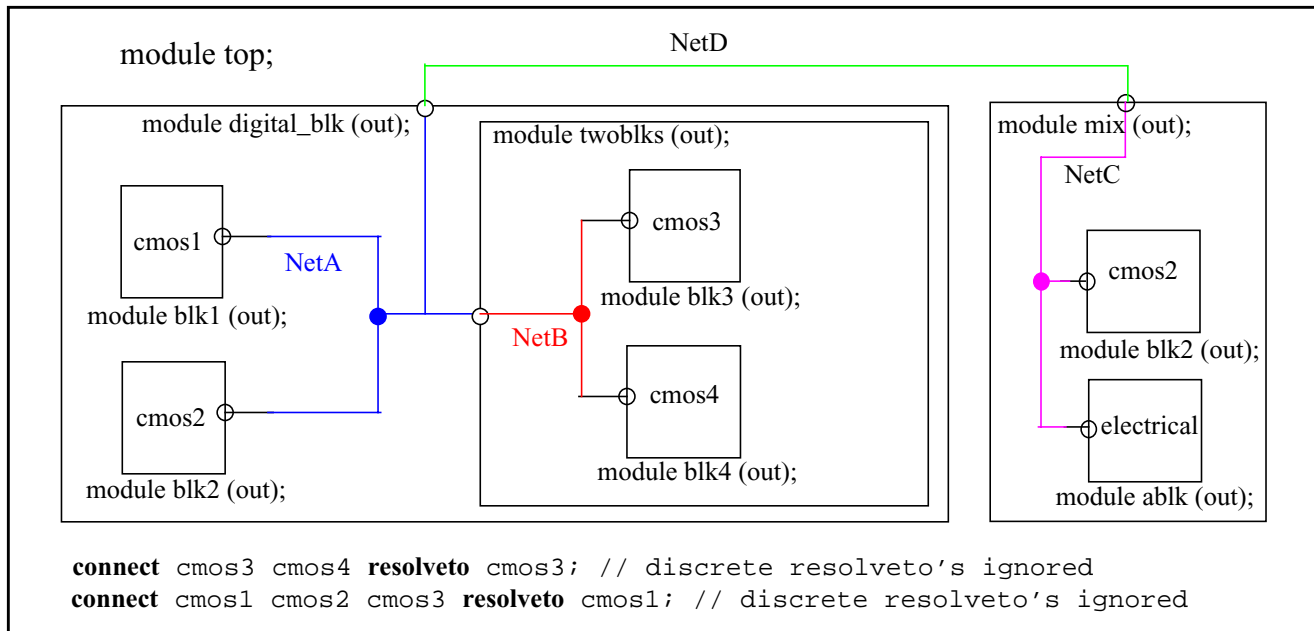 module top;
NetD
module digital_blk (out);
module twoblks (out);
module mix (out);
NetC
cmos1
cmos3
NetA
cmos2
module blk3 (out);
module blk1 (out);
NetB
module blk2 (out);
cmos2
cmos4
electrical
module blk4 (out);
module blk2 (out);
module ablk (out);
connect cmos3 cmos4 resolveto cmos3; // discrete resolveto's ignored
connect cmos1 cmos2 cmos3 resolveto cmos1; // discrete resolveto's ignored